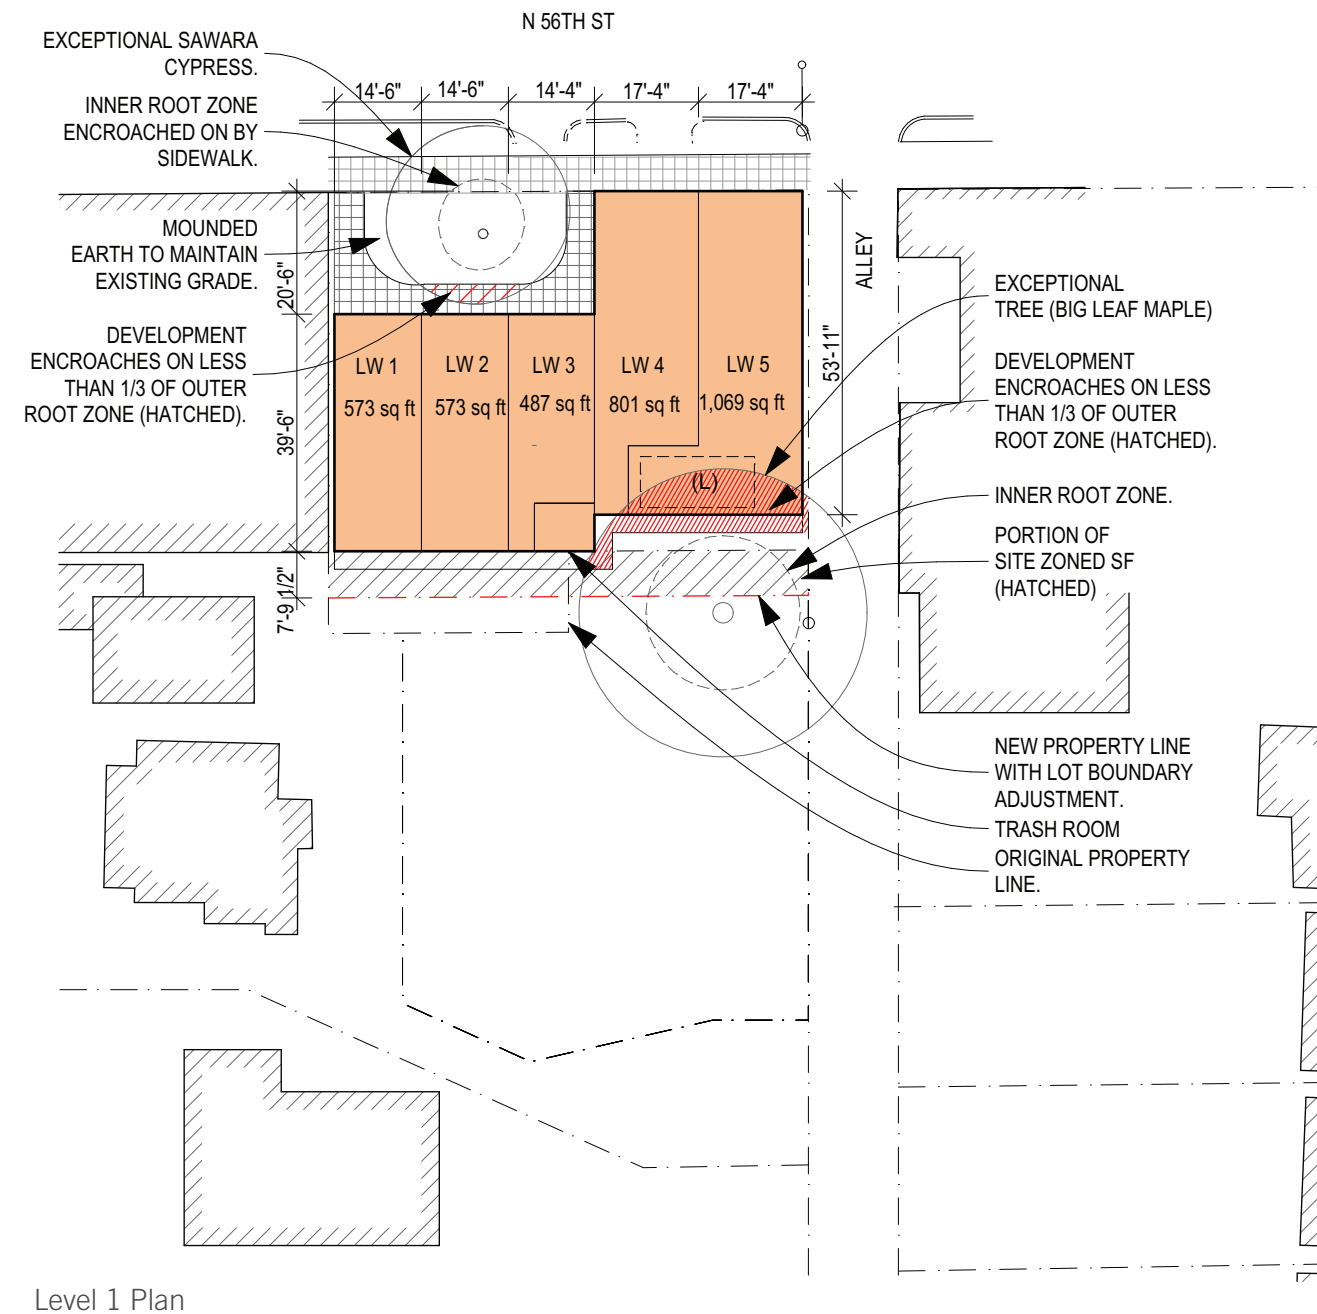 N 56TH ST
EXCEPTIONAL SAWARA
CYPRESS.
INNER ROOT ZONE
ENCROACHED ON BY
SIDEWALK.
MOUNDED
EARTH TO MAINTAIN
EXISTING GRADE.
DEVELOPMENT
ENCROACHES ON LESS
THAN 1/3 OF OUTER
ROOT ZONE (HATCHED).
14'-6"
14'-6"
14'-4"
17'-4"
17'-4"
20'-6"
39'-6"
7'-9 1/2"
53'-11"
ALLEY
LW 1
573 sq ft
LW 2
573 sq ft
LW 3
487 sq ft
LW 4
801 sq ft
LW 5
1,069 sq ft
(L)
EXCEPTIONAL
TREE (BIG LEAF MAPLE)
DEVELOPMENT
ENCROACHES ON LESS
THAN 1/3 OF OUTER
ROOT ZONE (HATCHED).
INNER ROOT ZONE.
PORTION OF
SITE ZONED SF
(HATCHED)
NEW PROPERTY LINE
WITH LOT BOUNDARY
ADJUSTMENT.
TRASH ROOM
ORIGINAL PROPERTY
LINE.
Level 1 Plan